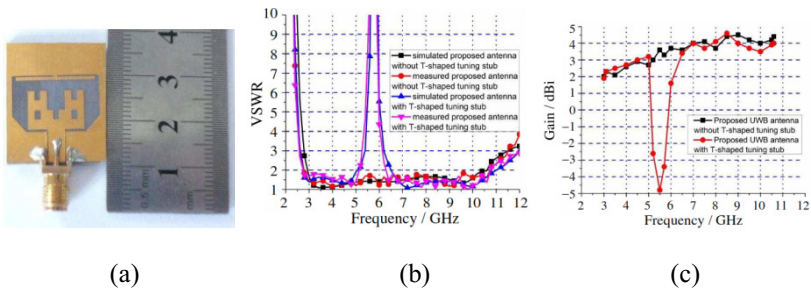 4
3
2
1
0.5 mm
10
9
8
7
6
5
4
3
2
1
VSWR
simulated proposed antenna
without T-shaped tuning stub
measured proposed antenna
without T-shaped tuning stub
simulated proposed antenna
with T-shaped tuning stub
measured proposed antenna
with T-shaped tuning stub
2 3 4 5 6 7 8 9 10 11 12
Frequency / GHz
5
4
3
2
1
0
−1
−2
−3
−4
−5
Gain / dBi
Proposed UWB antenna
without T-shaped tuning stub
Proposed UWB antenna
with T-shaped tuning stub
2 3 4 5 6 7 8 9 10 11 12
Frequency / GHz
(a) (b) (c)